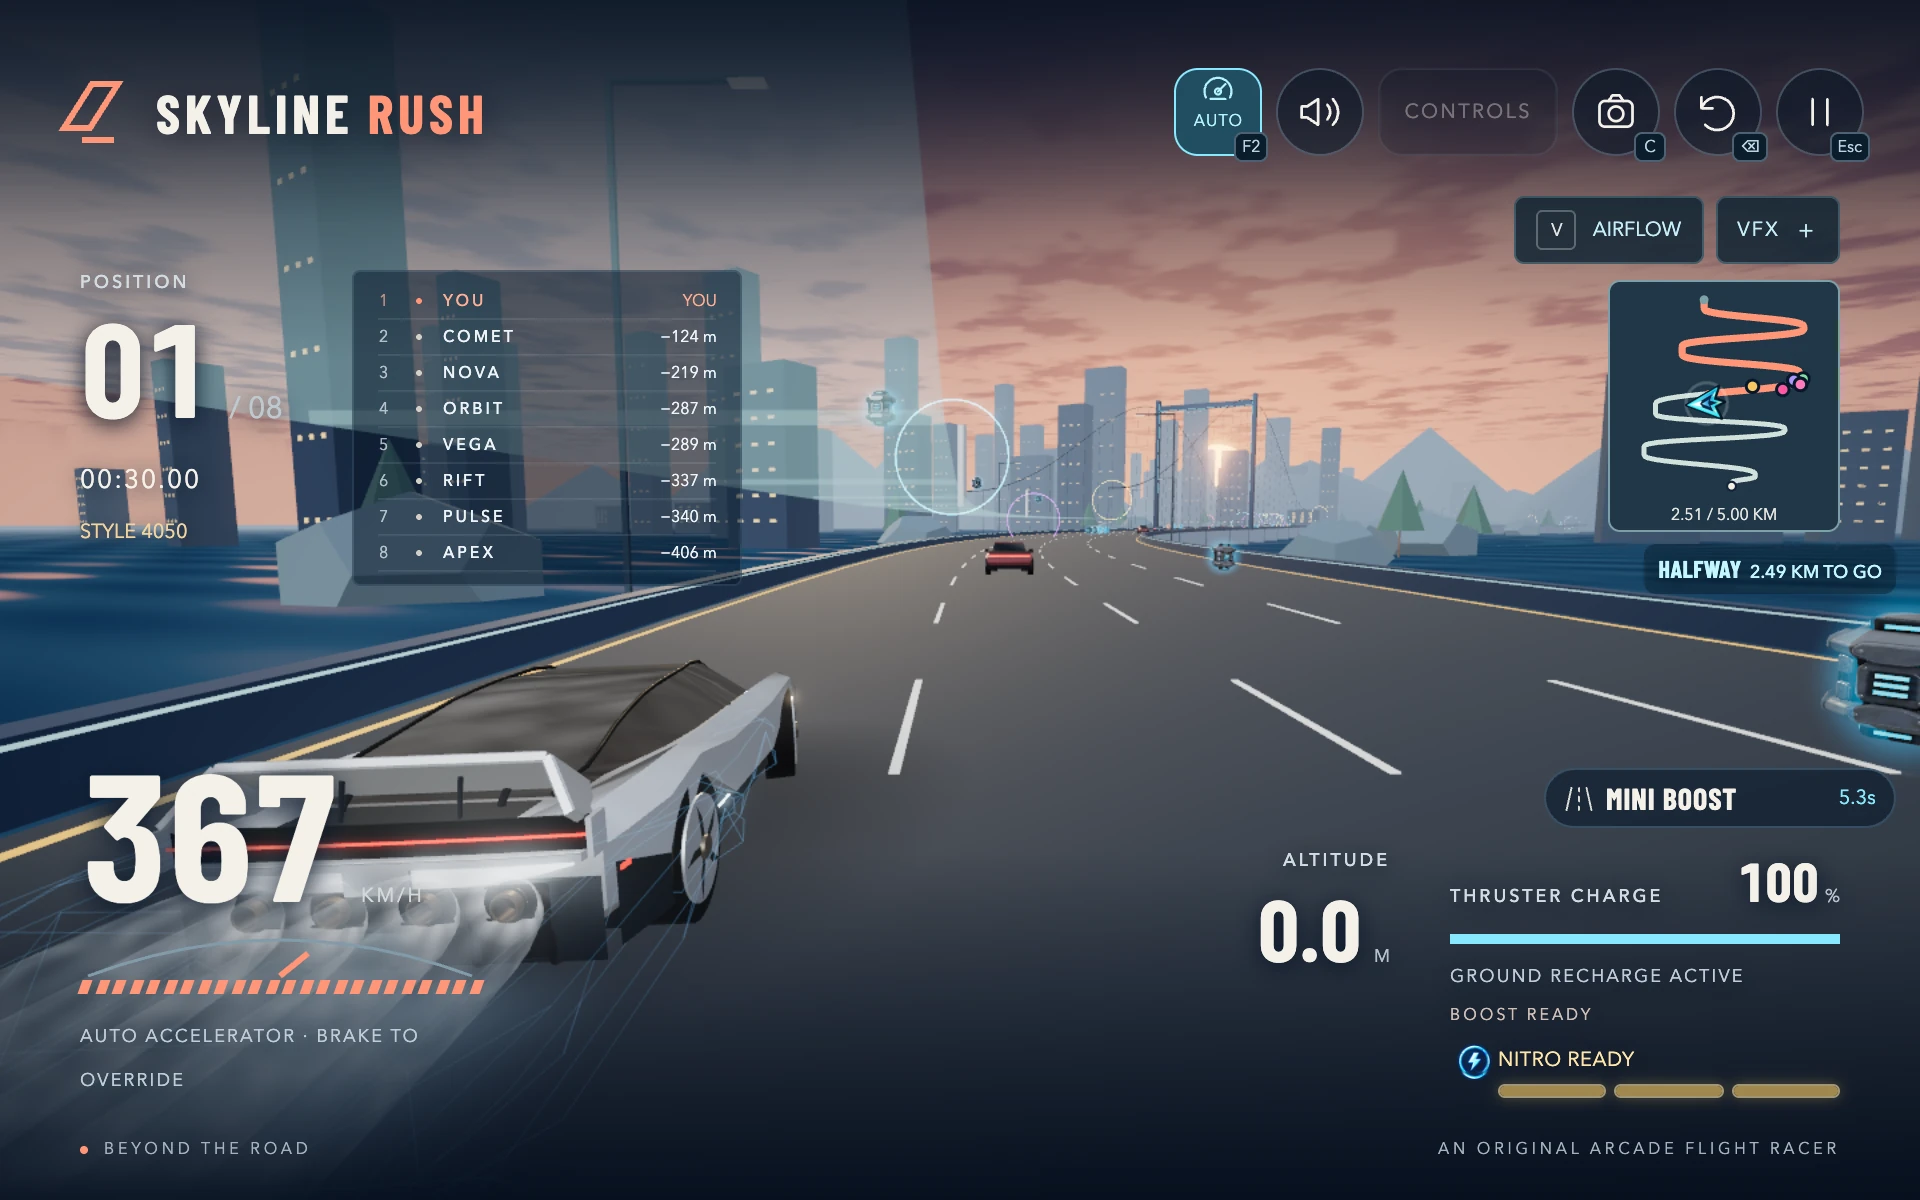 SKYLINE RUSH
AUTO
F2
CONTROLS
C
⌫
Esc
V AIRFLOW
VFX +
POSITION
01 / 08
00:30.00
STYLE 4050
1 • YOU YOU
2 • COMET −124 m
3 • NOVA −219 m
4 • ORBIT −287 m
5 • VEGA −289 m
6 • RIFT −337 m
7 • PULSE −340 m
8 • APEX −406 m
2.51 / 5.00 KM
HALFWAY 2.49 KM TO GO
367 KM/H
AUTO ACCELERATOR · BRAKE TO
OVERRIDE
MINI BOOST 5.3s
ALTITUDE
0.0 M
THRUSTER CHARGE 100 %
GROUND RECHARGE ACTIVE
BOOST READY
NITRO READY
• BEYOND THE ROAD
AN ORIGINAL ARCADE FLIGHT RACER